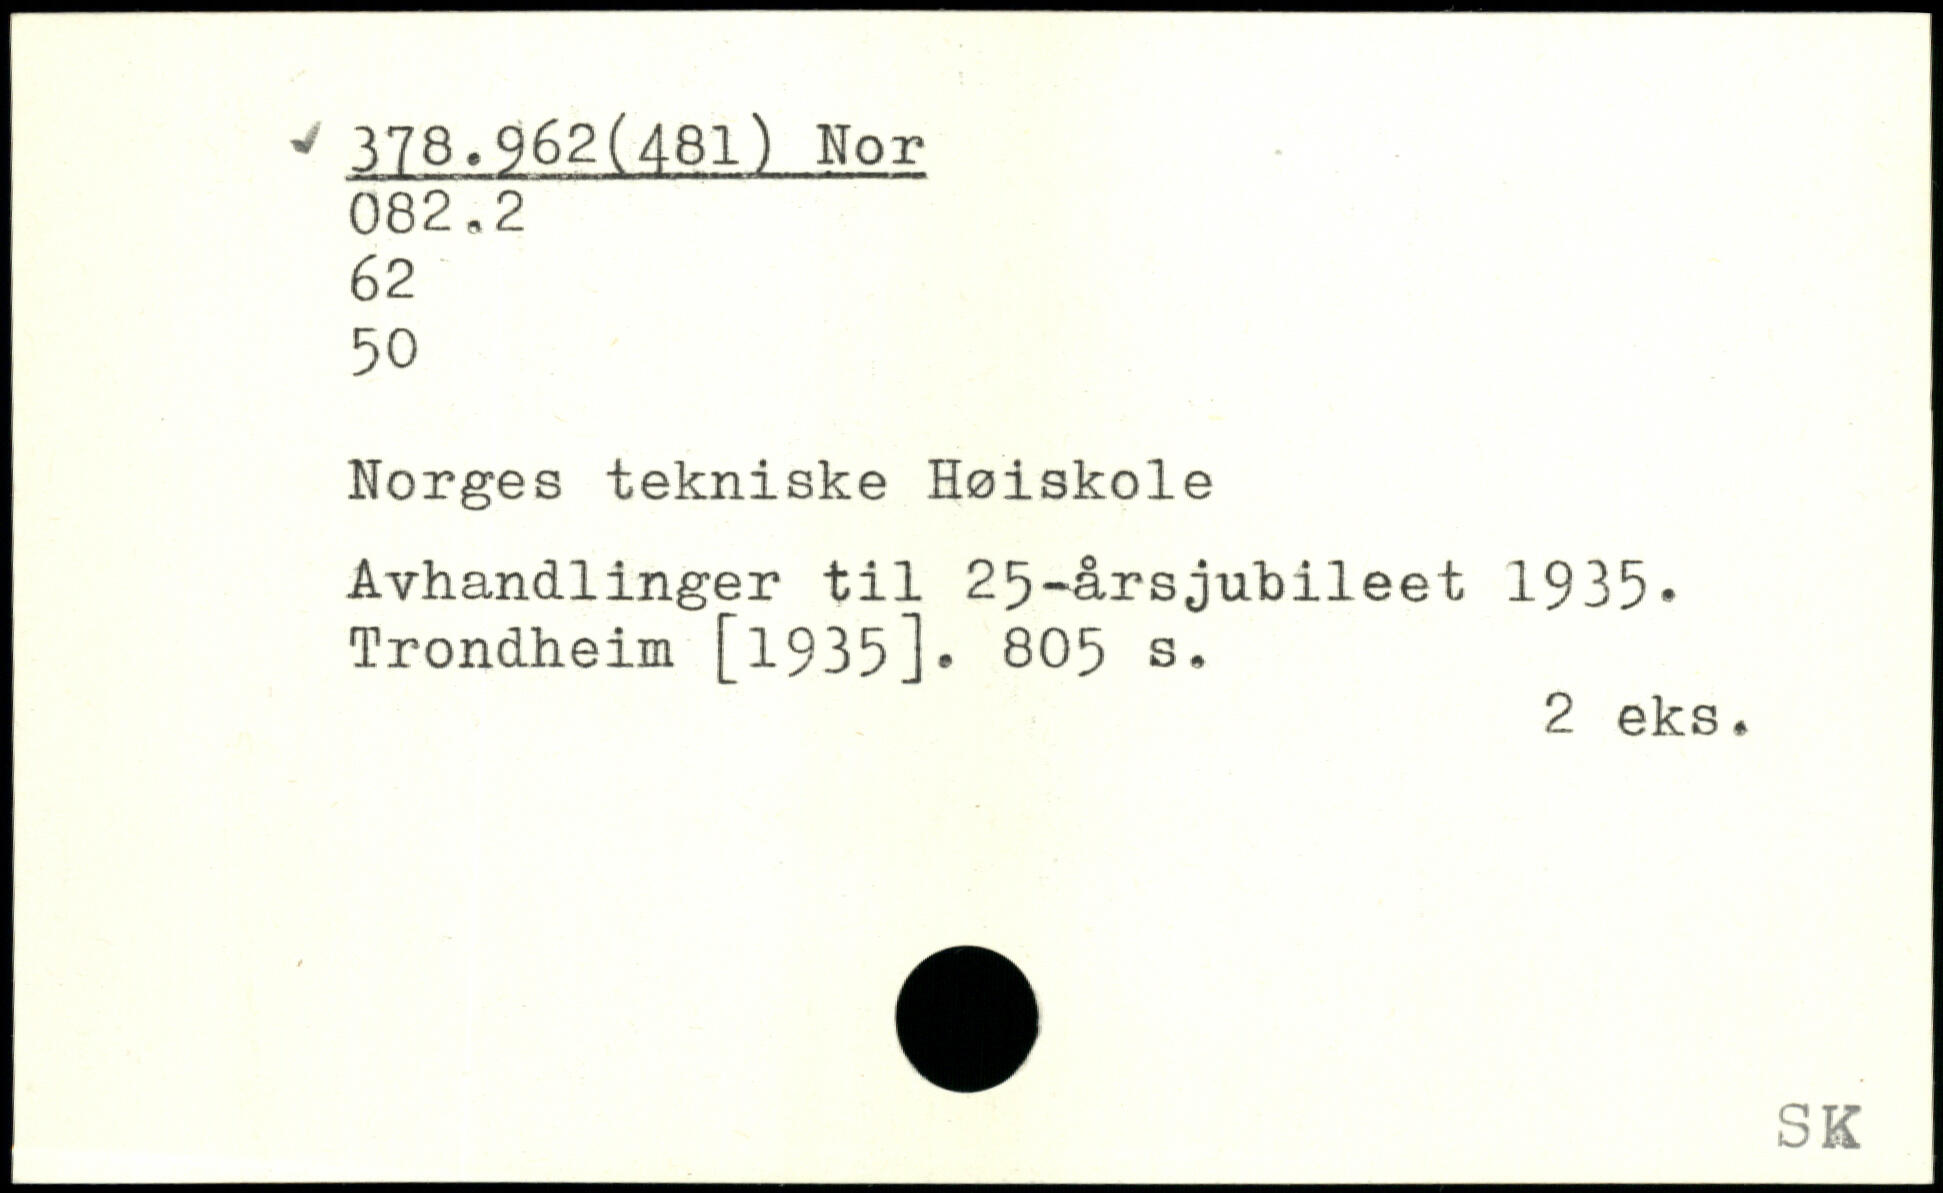 ✓ 378.962(481) Nor
082.2
62
50
Norges tekniske Høiskole
Avhandlinger til 25-årsjubileet 1935.
Trondheim [1935]. 805 s.
2 eks.
SK